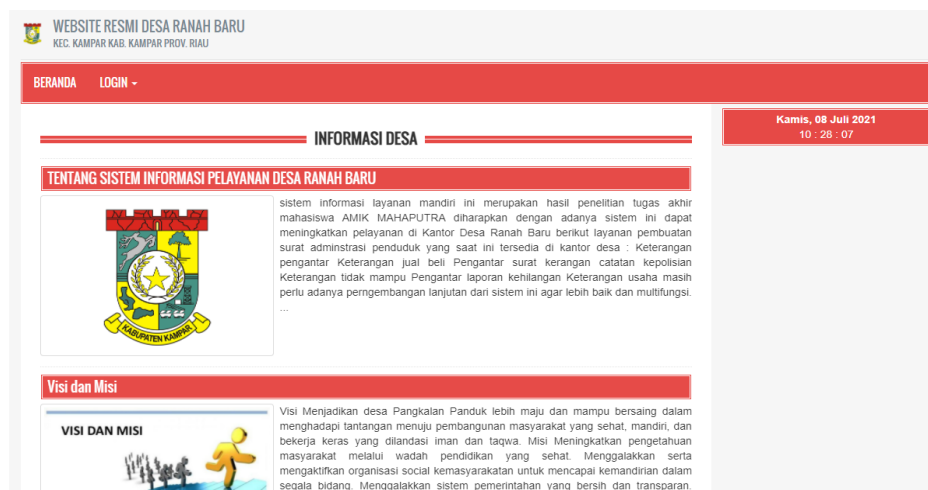 WEBSITE RESMI DESA RANAH BARU
KEC. KAMPAR KAB. KAMPAR PROV. RIAU
BERANDA LOGIN
Kamis, 08 Juli 2021
10 : 28 : 07
INFORMASI DESA
TENTANG SISTEM INFORMASI PELAYANAN DESA RANAH BARU
KABUPATEN KAMPAR
sistem informasi layanan mandiri ini merupakan hasil penelitian tugas akhir
mahasiswa AMIK MAHAPUTRA diharapkan dengan adanya sistem ini dapat
meningkatkan pelayanan di Kantor Desa Ranah Baru berikut layanan pembuatan
surat adminstrasi penduduk yang saat ini tersedia di kantor desa : Keterangan
pengantar Keterangan jual beli Pengantar surat kerangan catatan kepolisian
Keterangan tidak mampu Pengantar laporan kehilangan Keterangan usaha masih
perlu adanya perngembangan lanjutan dari sistem ini agar lebih baik dan multifungsi.
...
Visi dan Misi
VISI DAN MISI
Visi Menjadikan desa Pangkalan Panduk lebih maju dan mampu bersaing dalam
menghadapi tantangan menuju pembangunan masyarakat yang sehat, mandiri, dan
bekerja keras yang dilandasi iman dan taqwa. Misi Meningkatkan pengetahuan
masyarakat melalui wadah pendidikan yang sehat. Menggalakkan serta
mengaktifkan organisasi social kemasyarakatan untuk mencapai kemandirian dalam
segala bidang. Menggalakkan sistem pemerintahan yang bersih dan transparan.